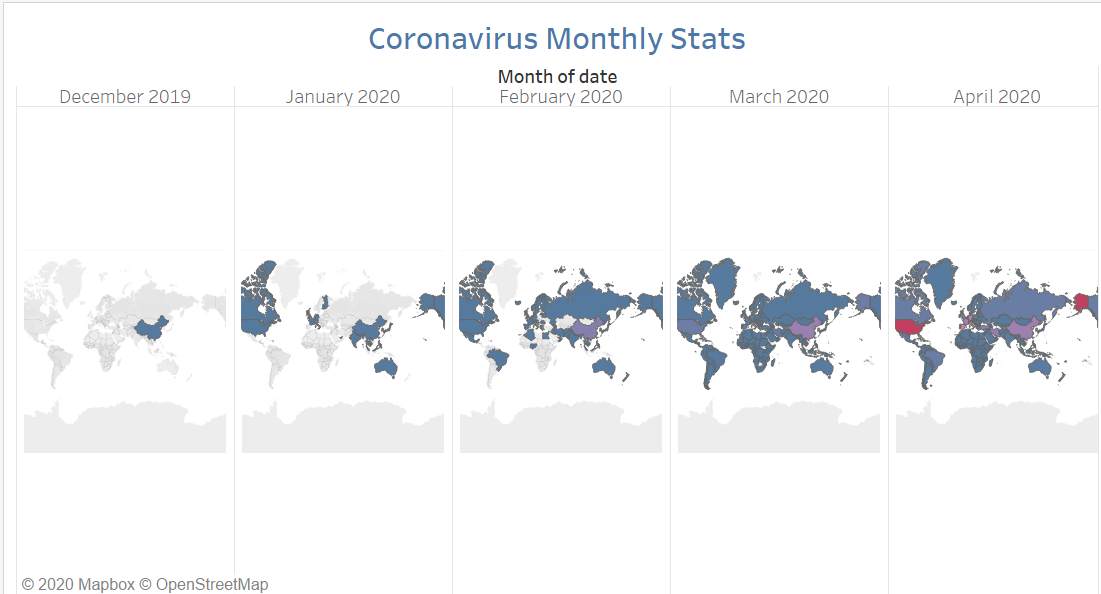 Coronavirus Monthly Stats
Month of date
December 2019 January 2020 February 2020 March 2020 April 2020
© 2020 Mapbox © OpenStreetMap